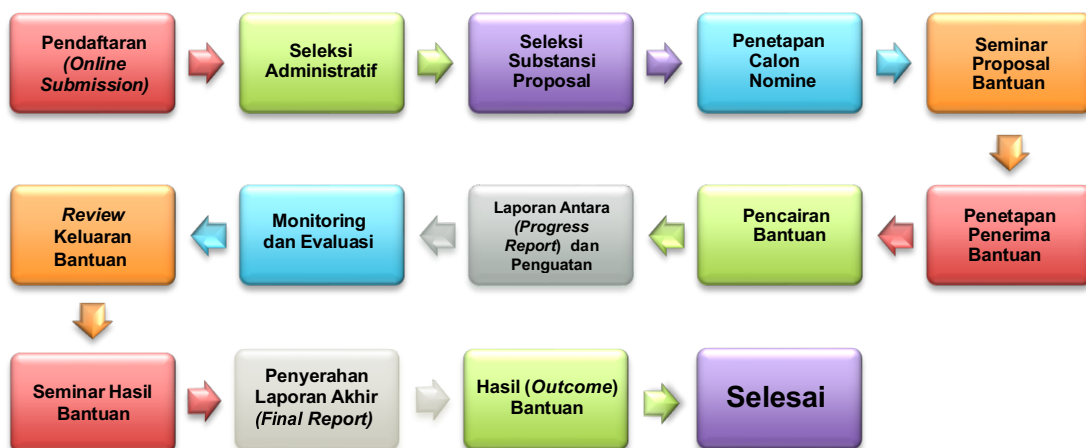 Pendaftaran
(Online
Submission)
Seleksi
Administratif
Seleksi
Substansi
Proposal
Penetapan
Calon
Nomine
Seminar
Proposal
Bantuan
Penetapan
Penerima
Bantuan
Pencairan
Bantuan
Laporan Antara
(Progress
Report) dan
Penguatan
Monitoring
dan Evaluasi
Review
Keluaran
Bantuan
Seminar Hasil
Bantuan
Penyerahan
Laporan Akhir
(Final Report)
Hasil (Outcome)
Bantuan
Selesai